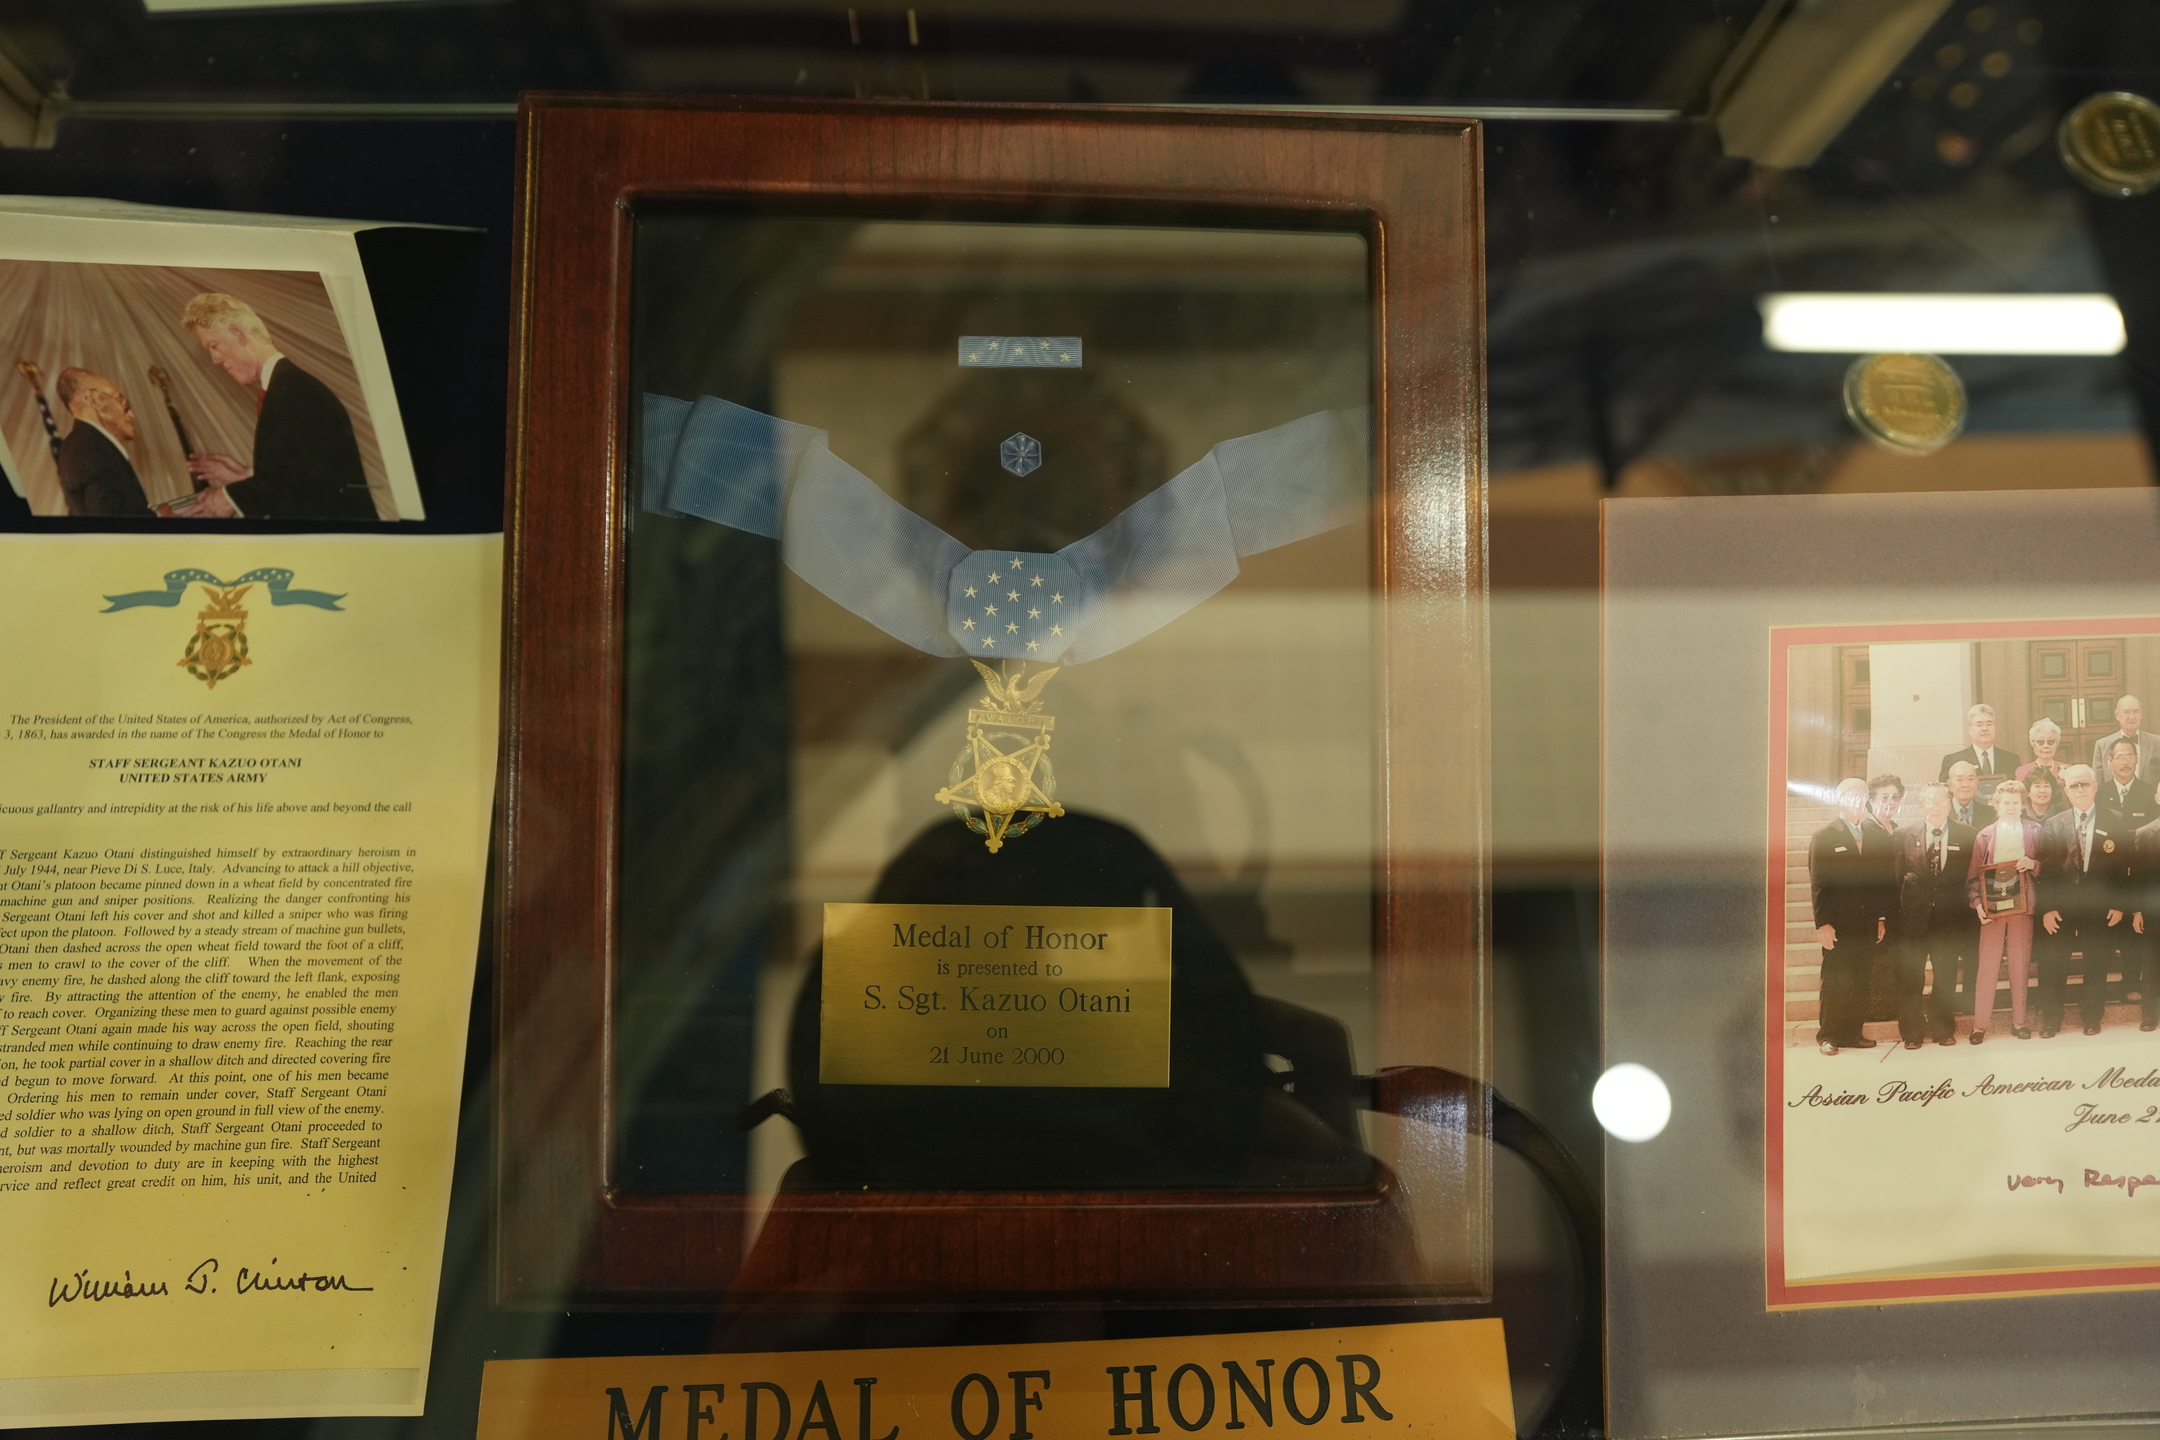 The President of the United States of America, authorized by Act of Congress,
3, 1863, has awarded in the name of The Congress the Medal of Honor to
STAFF SERGEANT KAZUO OTANI
UNITED STATES ARMY
icuous gallantry and intrepidity at the risk of his life above and beyond the call
ff Sergeant Kazuo Otani distinguished himself by extraordinary heroism in
July 1944, near Pieve Di S. Luce, Italy. Advancing to attack a hill objective,
nt Otani's platoon became pinned down in a wheat field by concentrated fire
machine gun and sniper positions. Realizing the danger confronting his
Sergeant Otani left his cover and shot and killed a sniper who was firing
fect upon the platoon. Followed by a steady stream of machine gun bullets,
Otani then dashed across the open wheat field toward the foot of a cliff,
s men to crawl to the cover of the cliff. When the movement of the
avy enemy fire, he dashed along the cliff toward the left flank, exposing
y fire. By attracting the attention of the enemy, he enabled the men
f to reach cover. Organizing these men to guard against possible enemy
ff Sergeant Otani again made his way across the open field, shouting
stranded men while continuing to draw enemy fire. Reaching the rear
ion, he took partial cover in a shallow ditch and directed covering fire
d begun to move forward. At this point, one of his men became
Ordering his men to remain under cover, Staff Sergeant Otani
ed soldier who was lying on open ground in full view of the enemy.
d soldier to a shallow ditch, Staff Sergeant Otani proceeded to
nt, but was mortally wounded by machine gun fire. Staff Sergeant
heroism and devotion to duty are in keeping with the highest
rvice and reflect great credit on him, his unit, and the United
William J. Clinton
VALOR
Medal of Honor
is presented to
S. Sgt. Kazuo Otani
on
21 June 2000
MEDAL OF HONOR
Asian Pacific American Meda
June 2
Very Respe